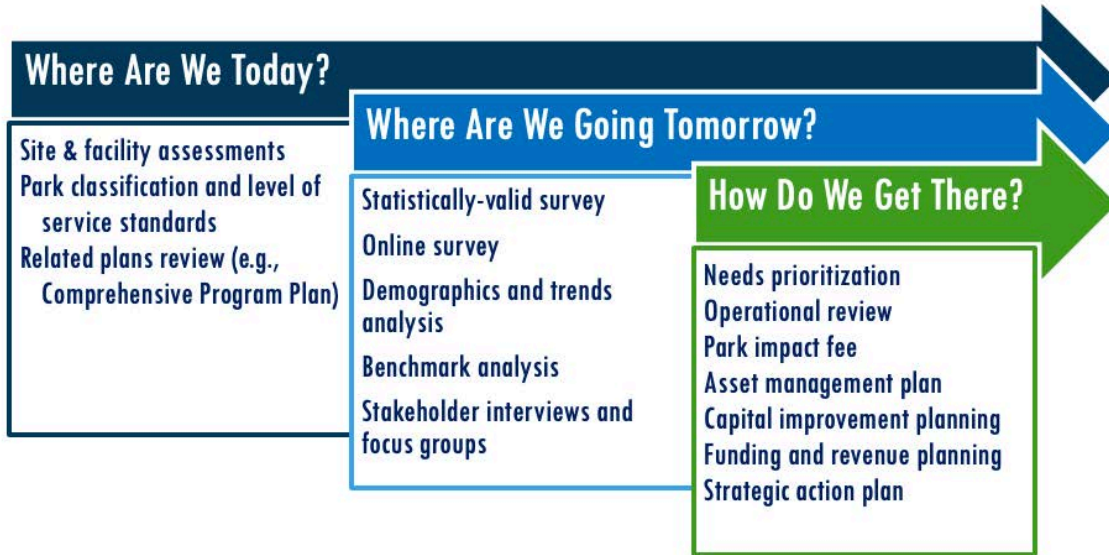 Where Are We Today?
Site & facility assessments
Park classification and level of
service standards
Related plans review (e.g.,
Comprehensive Program Plan)
Where Are We Going Tomorrow?
Statistically-valid survey
Online survey
Demographics and trends
analysis
Benchmark analysis
Stakeholder interviews and
focus groups
How Do We Get There?
Needs prioritization
Operational review
Park impact fee
Asset management plan
Capital improvement planning
Funding and revenue planning
Strategic action plan